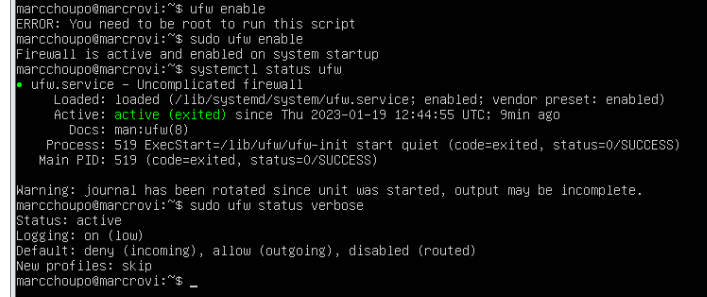 marcchoupo@marcrovi:~$ ufw enable
ERROR: You need to be root to run this script
marcchoupo@marcrovi:~$ sudo ufw enable
Firewall is active and enabled on system startup
marcchoupo@marcrovi:~$ systemctl status ufw
● ufw.service - Uncomplicated firewall
Loaded: loaded (/lib/systemd/system/ufw.service; enabled; vendor preset: enabled)
Active: active (exited) since Thu 2023-01-19 12:44:55 UTC; 9min ago
Docs: man:ufw(8)
Process: 519 ExecStart=/lib/ufw/ufw-init start quiet (code=exited, status=0/SUCCESS)
Main PID: 519 (code=exited, status=0/SUCCESS)
Warning: journal has been rotated since unit was started, output may be incomplete.
marcchoupo@marcrovi:~$ sudo ufw status verbose
Status: active
Logging: on (low)
Default: deny (incoming), allow (outgoing), disabled (routed)
New profiles: skip
marcchoupo@marcrovi:~$ _